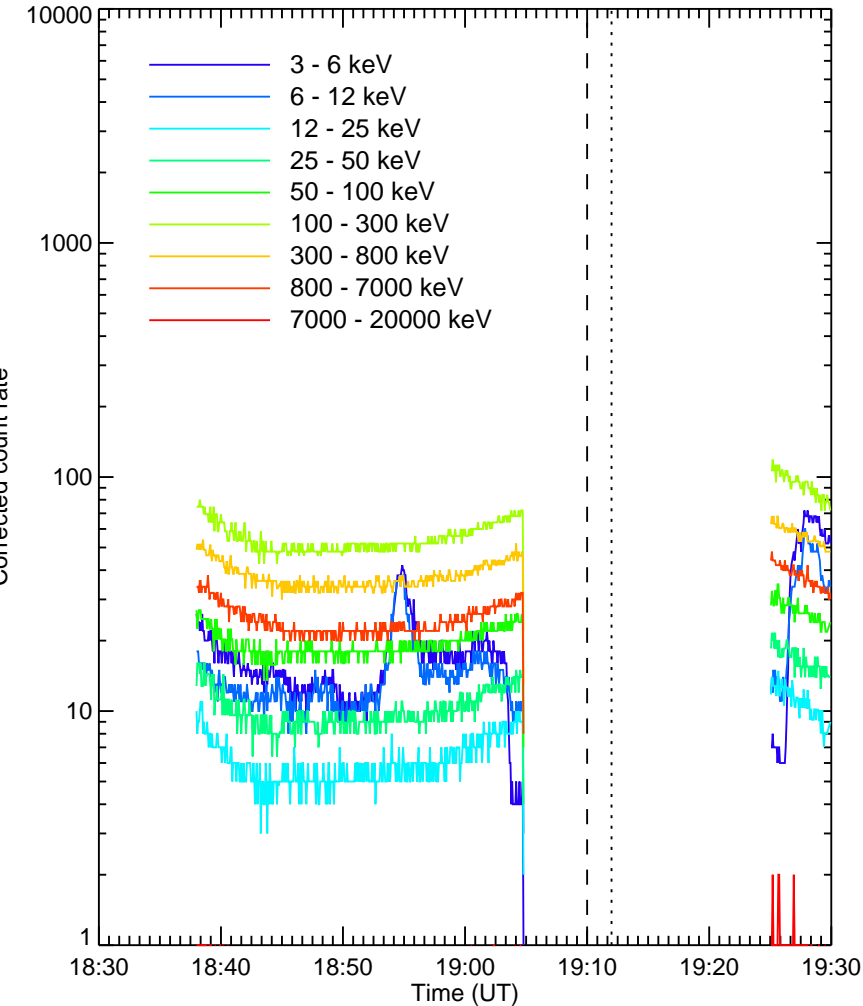 10000
1000
100
10
1
3 - 6 keV
6 - 12 keV
12 - 25 keV
25 - 50 keV
50 - 100 keV
100 - 300 keV
300 - 800 keV
800 - 7000 keV
7000 - 20000 keV
Corrected count rate
18:30 18:40 18:50 19:00 19:10 19:20 19:30
Time (UT)